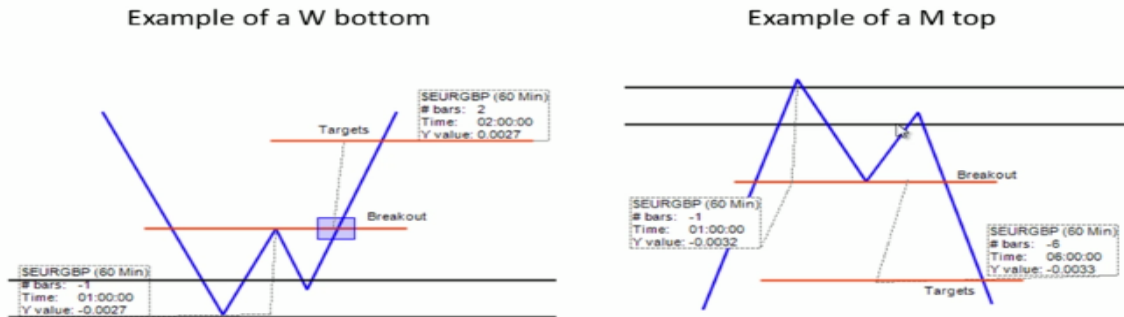 Example of a W bottom
Example of a M top
$EURGBP (60 Min)
# bars: 2
Time: 02:00:00
Y value: 0.0027
Targets
Breakout
$EURGBP (60 Min)
# bars: -1
Time: 01:00:00
Y value: -0.0027
Breakout
$EURGBP (60 Min)
# bars: -1
Time: 01:00:00
Y value: -0.0032
$EURGBP (60 Min)
# bars: -6
Time: 06:00:00
Y value: -0.0033
Targets